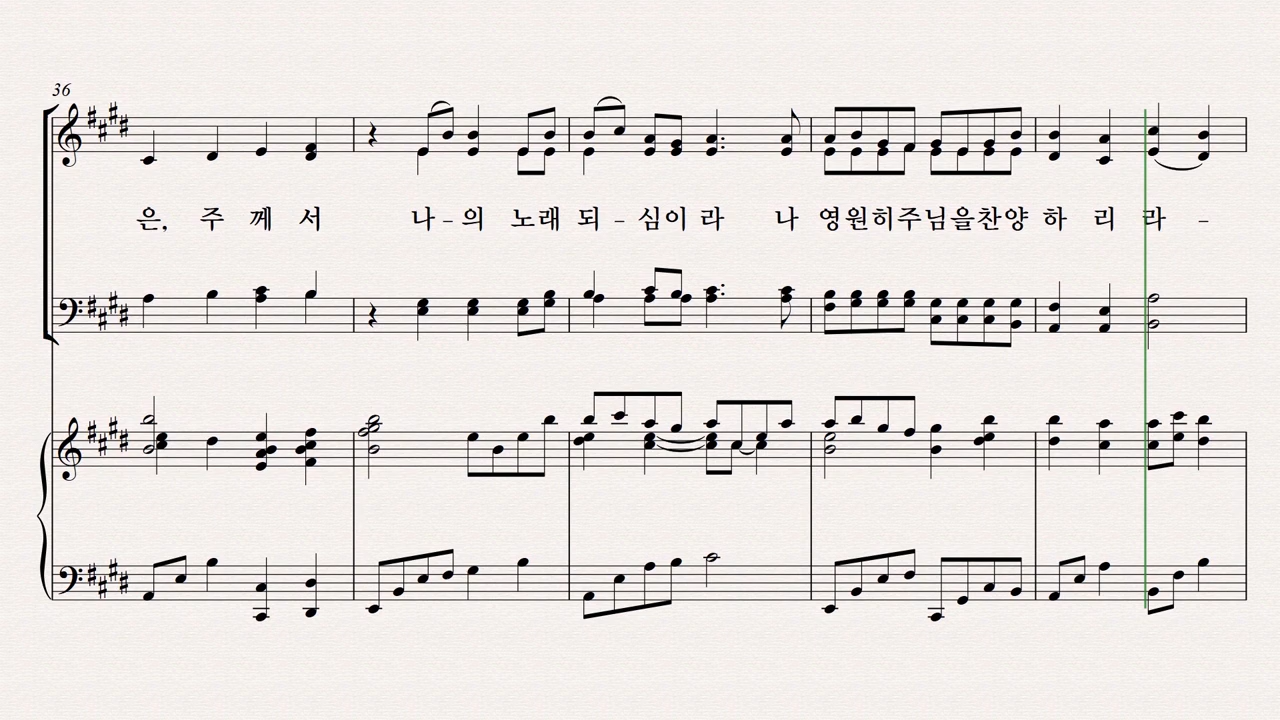 36
은, 주 께 서 나 - 의 노래 되 - 심이 라 나 영원히주님을찬양 하 리 라 -